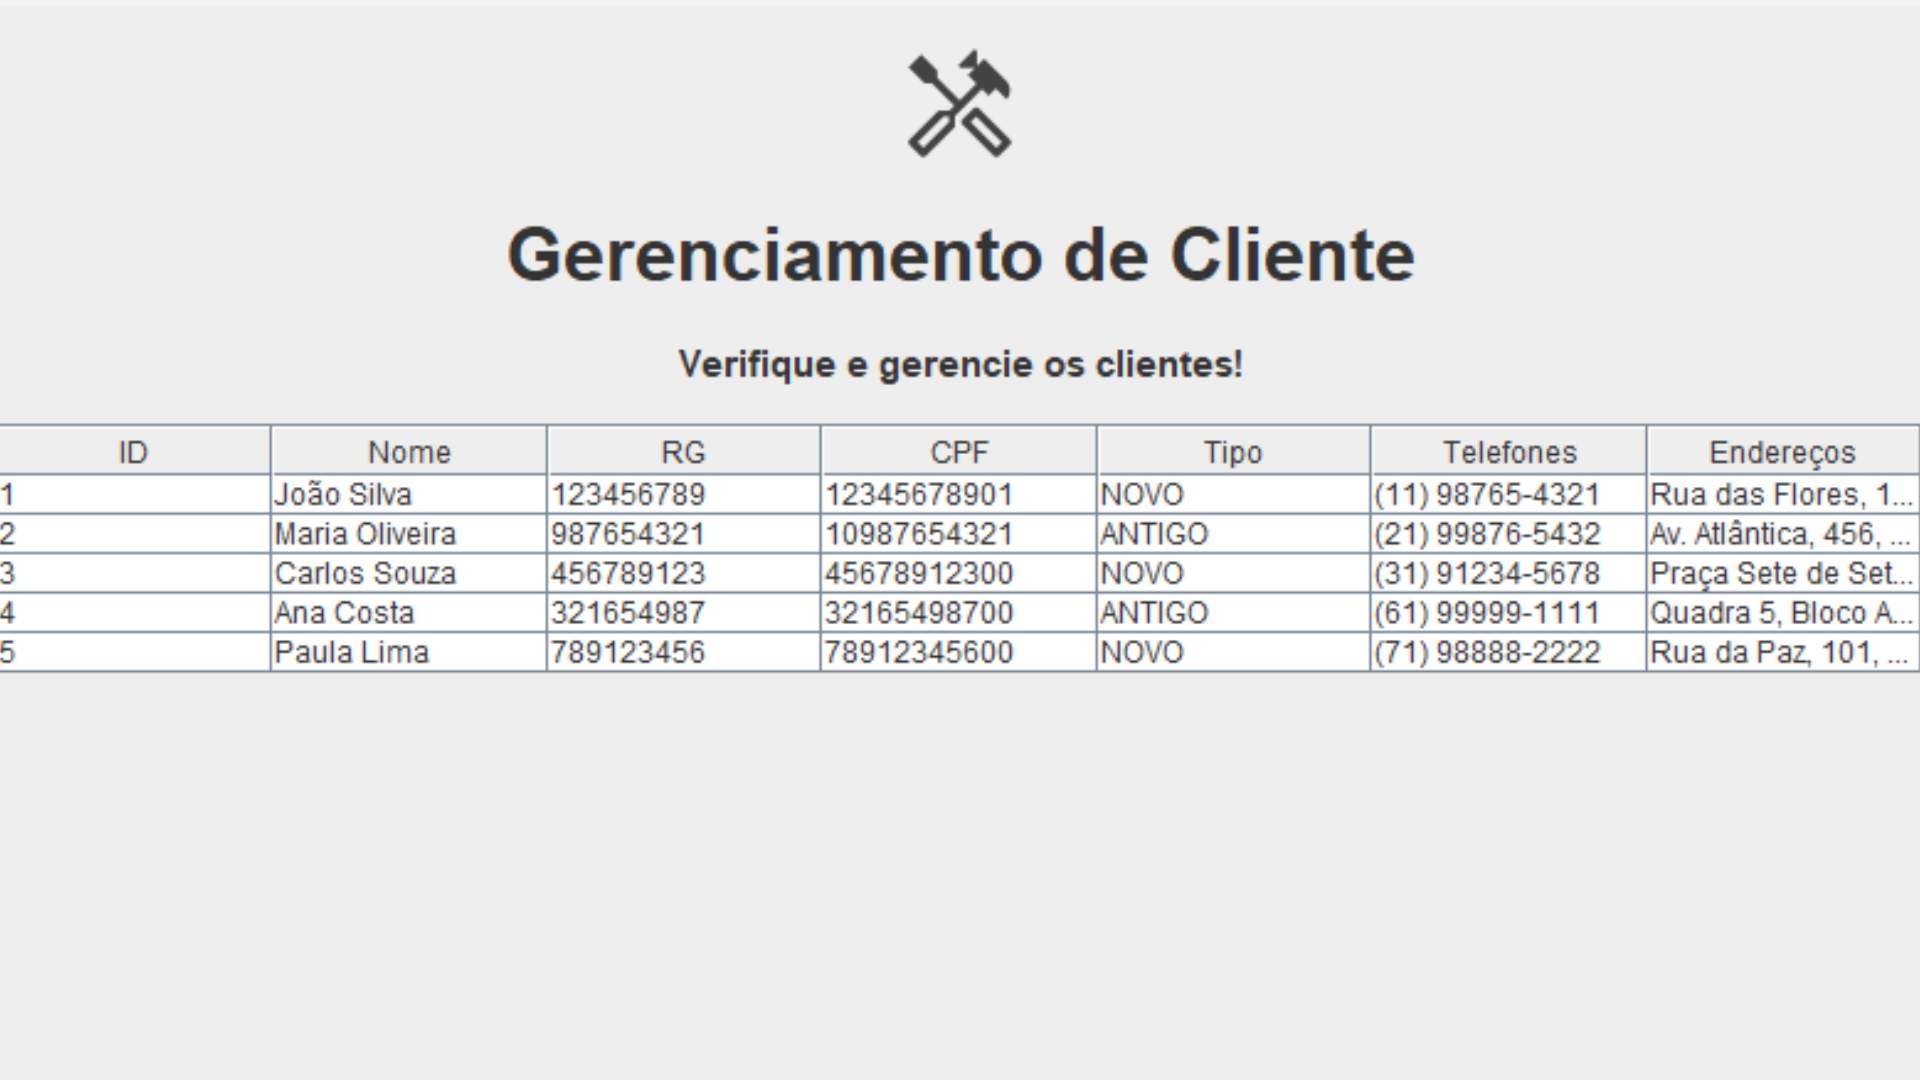 Gerenciamento de Cliente
Verifique e gerencie os clientes!
ID Nome RG CPF Tipo Telefones Endereços
1 João Silva 123456789 12345678901 NOVO (11) 98765-4321 Rua das Flores, 1...
2 Maria Oliveira 987654321 10987654321 ANTIGO (21) 99876-5432 Av. Atlântica, 456, ...
3 Carlos Souza 456789123 45678912300 NOVO (31) 91234-5678 Praça Sete de Set...
4 Ana Costa 321654987 32165498700 ANTIGO (61) 99999-1111 Quadra 5, Bloco A...
5 Paula Lima 789123456 78912345600 NOVO (71) 98888-2222 Rua da Paz, 101, ...